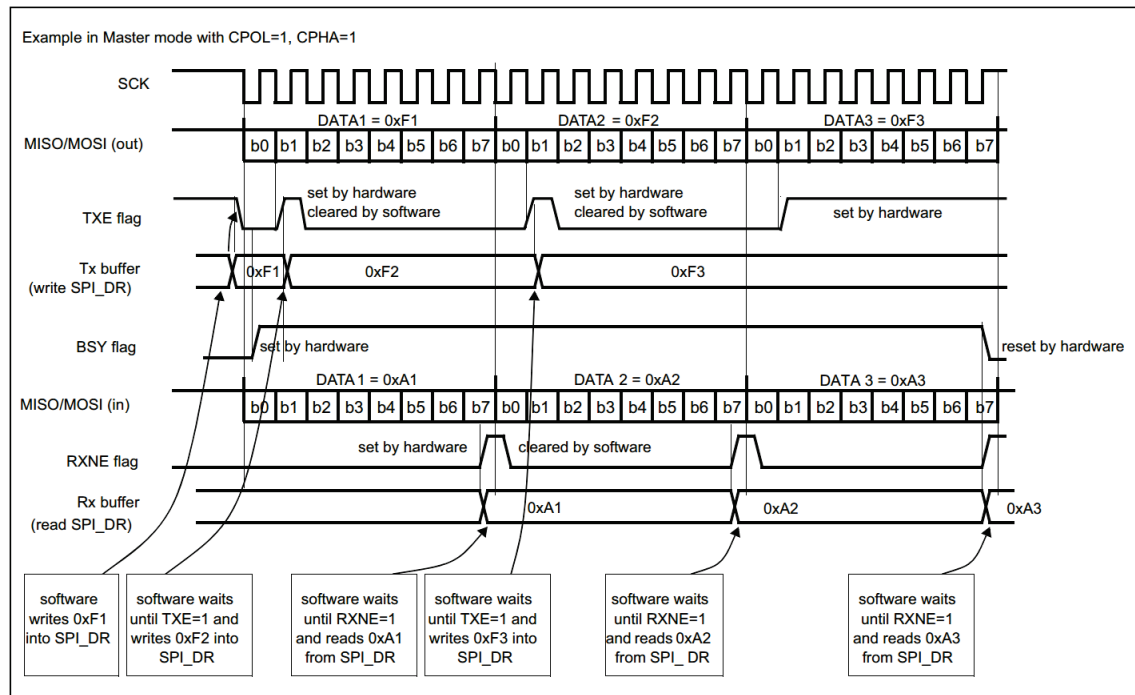 Example in Master mode with CPOL=1, CPHA=1
SCK
DATA1 = 0xF1 DATA2 = 0xF2 DATA3 = 0xF3
MISO/MOSI (out) b0 b1 b2 b3 b4 b5 b6 b7 b0 b1 b2 b3 b4 b5 b6 b7 b0 b1 b2 b3 b4 b5 b6 b7
set by hardware set by hardware
TXE flag cleared by software cleared by software set by hardware
Tx buffer 0xF1 0xF2 0xF3
(write SPI_DR)
BSY flag set by hardware reset by hardware
DATA 1 = 0xA1 DATA 2 = 0xA2 DATA 3 = 0xA3
MISO/MOSI (in) b0 b1 b2 b3 b4 b5 b6 b7 b0 b1 b2 b3 b4 b5 b6 b7 b0 b1 b2 b3 b4 b5 b6 b7
set by hardware cleared by software
RXNE flag
Rx buffer 0xA1 0xA2 0xA3
(read SPI_DR)
software
writes 0xF1
into SPI_DR
software waits
until TXE=1 and
writes 0xF2 into
SPI_DR
software waits
until RXNE=1
and reads 0xA1
from SPI_DR
software waits
until TXE=1 and
writes 0xF3 into
SPI_DR
software waits
until RXNE=1
and reads 0xA2
from SPI_ DR
software waits
until RXNE=1
and reads 0xA3
from SPI_DR